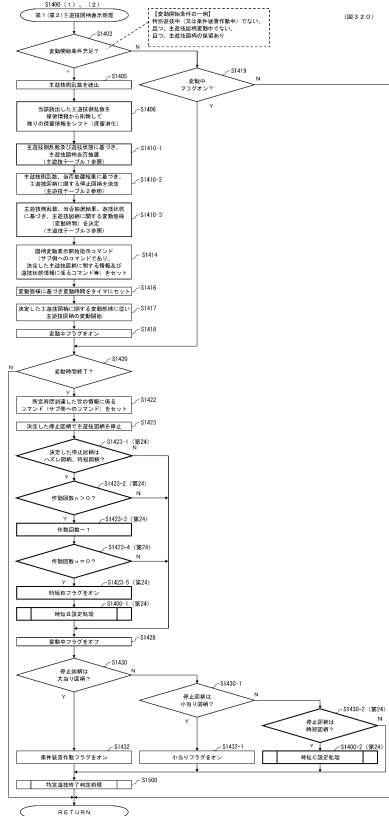 S1400 (1), (2)
第1(第2)主遊技図柄表示処理
【変動開始条件の一例】
特別遊技中(又は条件装置作動中)でない、
且つ、主遊技図柄変動中でない、
且つ、主遊技図柄の保留あり
(図320)
S1403
変動開始条件充足?
N
Y
S1419
変動中
フラグオン?
N
Y
S1405
主遊技側乱数を読出
S1406
当該読出した主遊技側乱数を
保留情報から削除して
残りの保留情報をシフト(保留消化)
S1410-1
主遊技側乱数及び遊技状態に基づき、
主遊技図柄当否抽選
(主遊技テーブル1参照)
S1410-2
主遊技側乱数、当否抽選結果に基づき、
主遊技図柄に関する停止図柄を決定
(主遊技テーブル2参照)
S1410-3
主遊技側乱数、当否抽選結果、遊技状態
に基づき、主遊技図柄に関する変動態様
(変動時間)を決定
(主遊技テーブル3参照)
S1414
図柄変動表示開始指示コマンド
(サブ側へのコマンドであり、
決定した主遊技図柄に関する情報及び
遊技状態情報に係るコマンド等)をセット
S1416
変動態様に基づき変動時間をタイマにセット
S1417
決定した主遊技図柄に関する変動態様に従い
主遊技図柄の変動開始
S1418
変動中フラグをオン
S1420
変動時間終了?
N
Y
S1422
所定時間到達した旨の情報に係る
コマンド(サブ側へのコマンド)をセット
S1423
決定した停止図柄で主遊技図柄を停止
S1423-1 (第24)
決定した停止図柄は
ハズレ図柄、時短図柄?
N
Y
S1423-2 (第24)
作動回数n>0?
N
Y
S1423-3 (第24)
作動回数-1
S1423-4 (第24)
作動回数n=0?
N
Y
S1423-5 (第24)
時短Bフラグをオン
S1400-1 (第24)
時短B設定処理
S1428
変動中フラグをオフ
S1430
停止図柄は
大当り図柄?
N
Y
S1430-1
停止図柄は
小当り図柄?
N
Y
S1430-2 (第24)
停止図柄は
時短図柄?
N
Y
S1432
条件装置作動フラグをオン
S1432-1
小当りフラグをオン
S1400-2 (第24)
時短C設定処理
S1500
特定遊技終了判定処理
RETURN